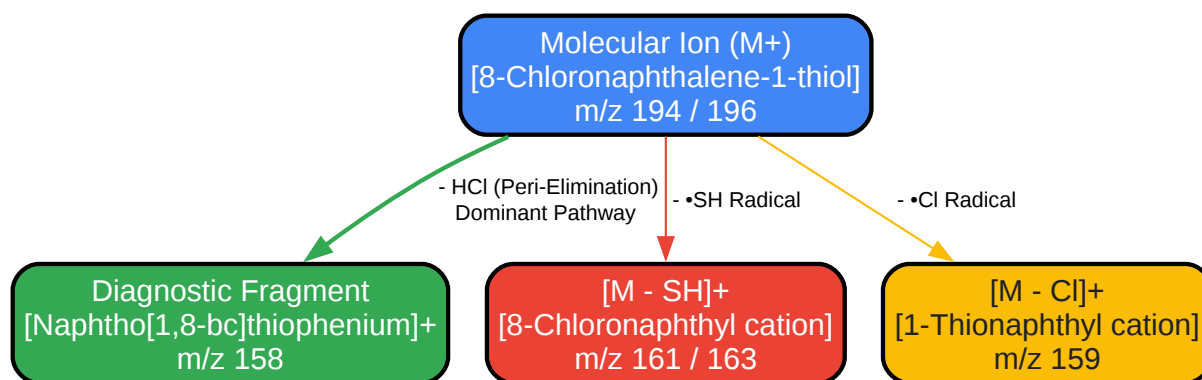 Molecular Ion (M+)
[8-Chloronaphthalene-1-thiol]
m/z 194 / 196
- HCl (Peri-Elimination)
Dominant Pathway
- •SH Radical
- •Cl Radical
Diagnostic Fragment
[Naphtho[1,8-bc]thiophenium]+
m/z 158
[M - SH]+
[8-Chloronaphthyl cation]
m/z 161 / 163
[M - Cl]+
[1-Thionaphthyl cation]
m/z 159